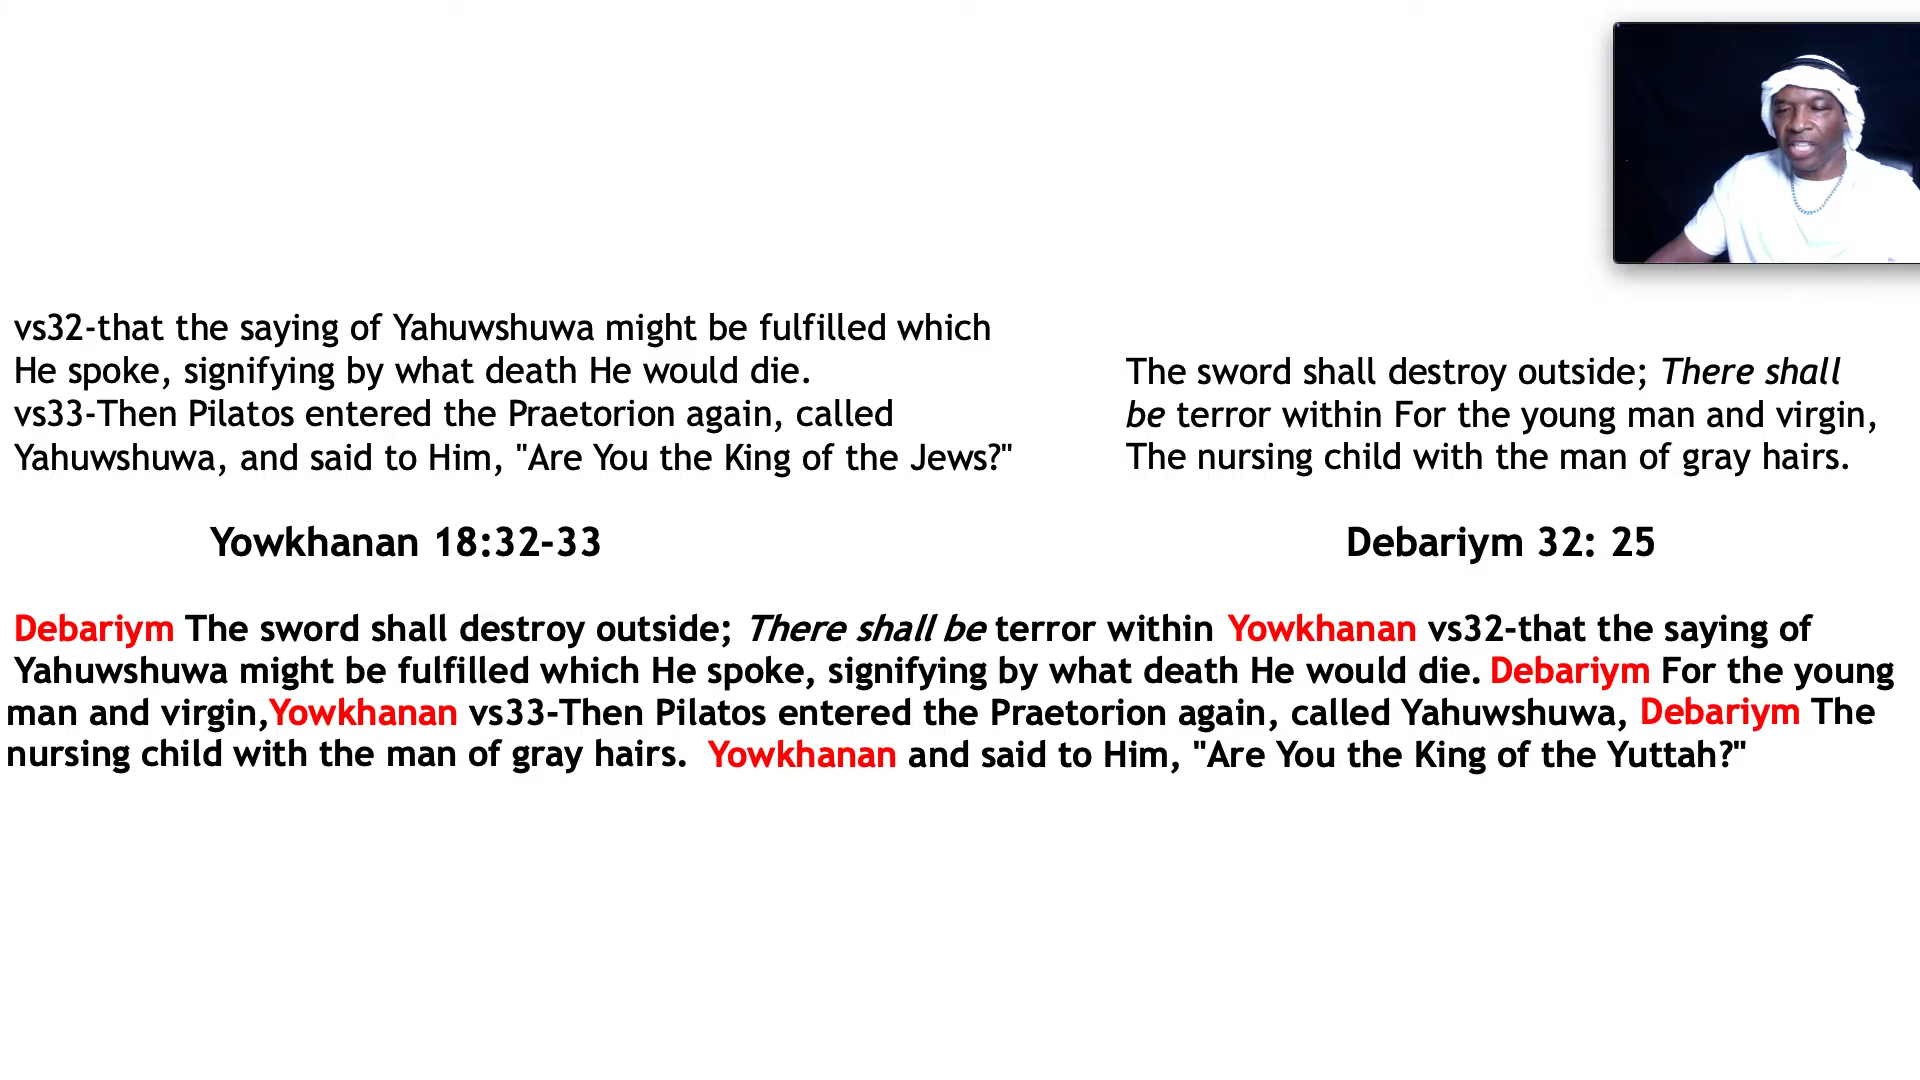 vs32-that the saying of Yahuwshuwa might be fulfilled which
He spoke, signifying by what death He would die.
vs33-Then Pilatos entered the Praetorion again, called
Yahuwshuwa, and said to Him, "Are You the King of the Jews?"
Yowkhanan 18:32-33
The sword shall destroy outside; There shall
be terror within For the young man and virgin,
The nursing child with the man of gray hairs.
Debariym 32: 25
Debariym The sword shall destroy outside; There shall be terror within Yowkhanan vs32-that the saying of
Yahuwshuwa might be fulfilled which He spoke, signifying by what death He would die. Debariym For the young
man and virgin,Yowkhanan vs33-Then Pilatos entered the Praetorion again, called Yahuwshuwa, Debariym The
nursing child with the man of gray hairs. Yowkhanan and said to Him, "Are You the King of the Yuttah?"